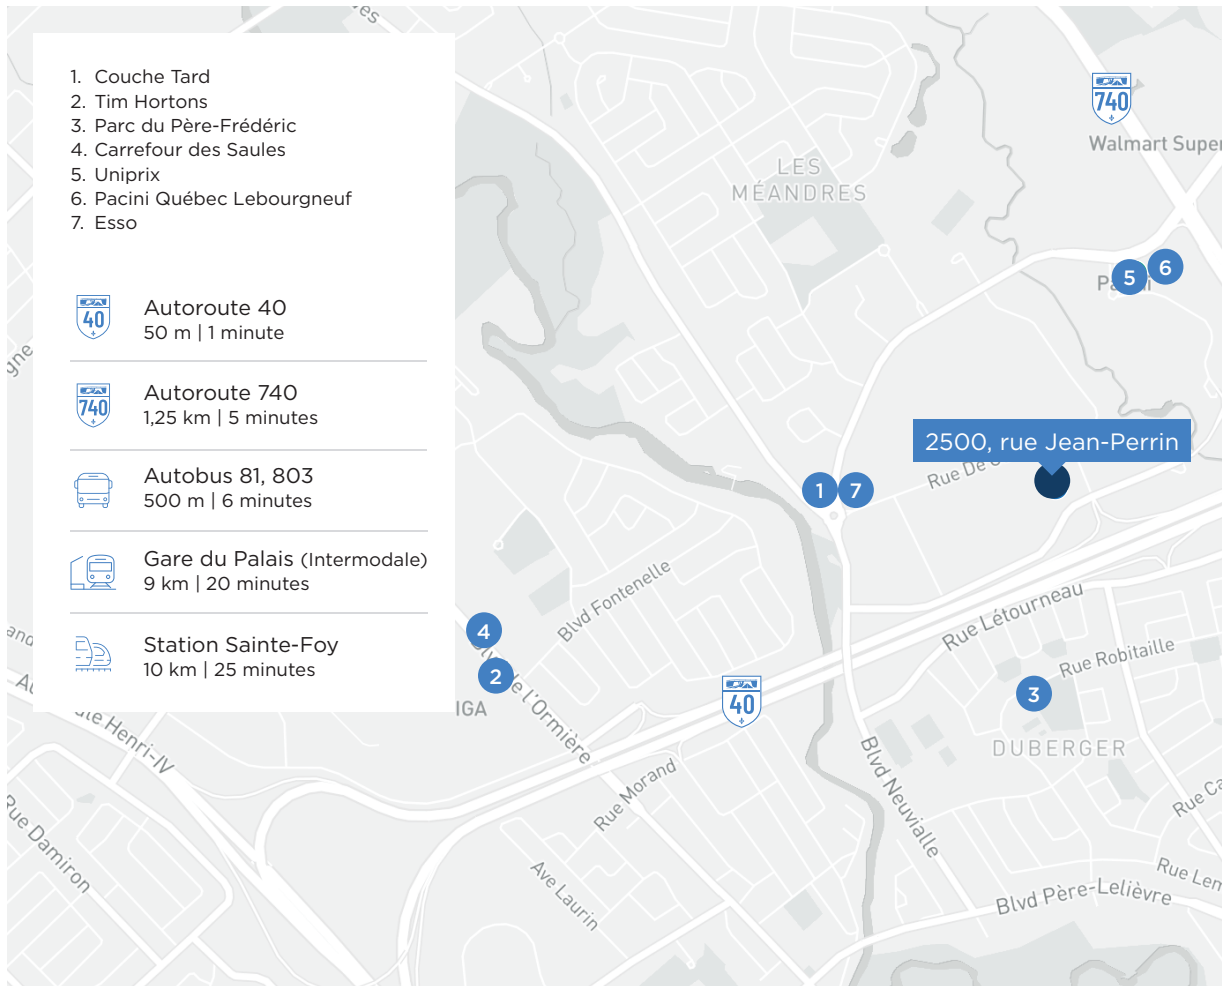 1. Couche Tard
2. Tim Hortons
3. Parc du Père-Frédéric
4. Carrefour des Saules
5. Uniprix
6. Pacini Québec Lebourgneuf
7. Esso
40
Autoroute 40
50 m | 1 minute
740
Autoroute 740
1,25 km | 5 minutes
Autobus 81, 803
500 m | 6 minutes
Gare du Palais (Intermodale)
9 km | 20 minutes
Station Sainte-Foy
10 km | 25 minutes
740
Walmart Super
LES
MÉANDRES
5
6
2500, rue Jean-Perrin
Rue De
1
7
Blvd Fontenelle
Rue Létourneau
4
Rue Robitaille
2
de l'Ormière
3
IGA
40
DUBERGER
Henri-IV
Blvd Neuvialle
Rue Morand
Rue Damiron
Ave Laurin
Blvd Père-Lelièvre